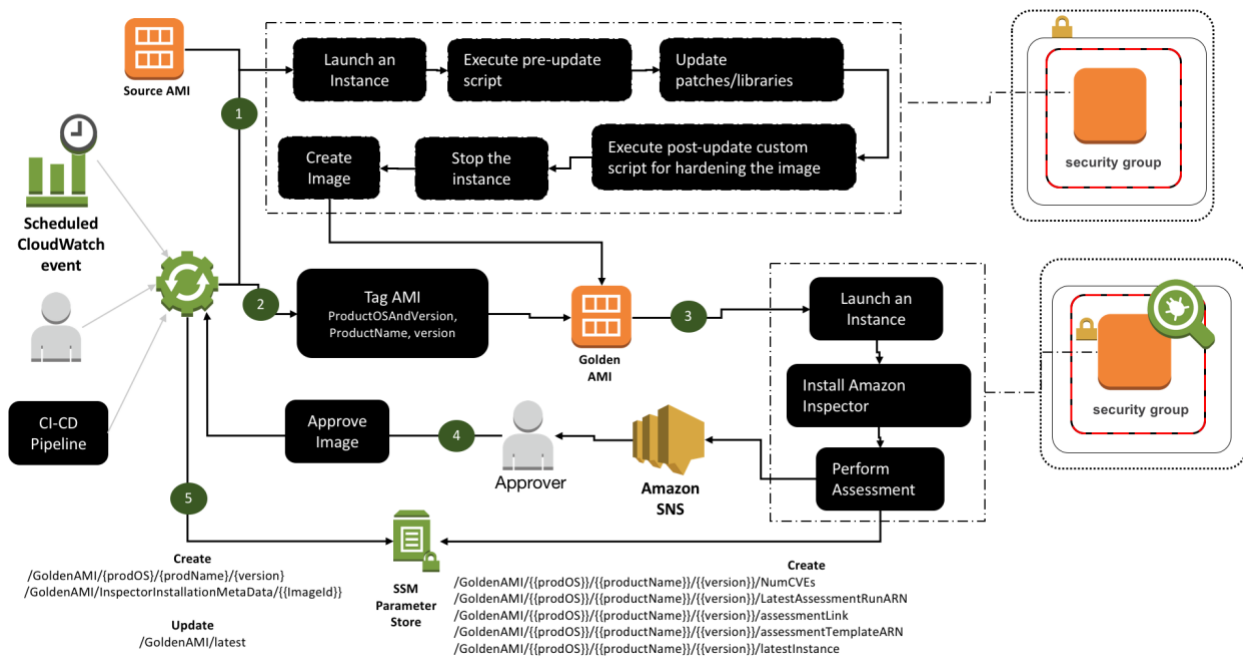 Source AMI
1
Launch an
Instance
Execute pre-update
script
Update
patches/libraries
Create
Image
Stop the
instance
Execute post-update custom
script for hardening the image
security group
Scheduled
CloudWatch
event
2
Tag AMI
ProductOSAndVersion,
ProductName, version
Golden
AMI
3
Launch an
Instance
Install Amazon
Inspector
Perform
Assessment
security group
CI-CD
Pipeline
Approve
Image
4
Approver
Amazon
SNS
5
Create
/GoldenAMI/{prodOS}/{prodName}/{version}
/GoldenAMI/InspectorInstallationMetaData/{{ImageId}}
Update
/GoldenAMI/latest
SSM
Parameter
Store
Create
/GoldenAMI/{{prodOS}}/{{productName}}/{{version}}/NumCVEs
/GoldenAMI/{{prodOS}}/{{productName}}/{{version}}/LatestAssessmentRunARN
/GoldenAMI/{{prodOS}}/{{productName}}/{{version}}/assessmentLink
/GoldenAMI/{{prodOS}}/{{productName}}/{{version}}/assessmentTemplateARN
/GoldenAMI/{{prodOS}}/{{productName}}/{{version}}/latestInstance